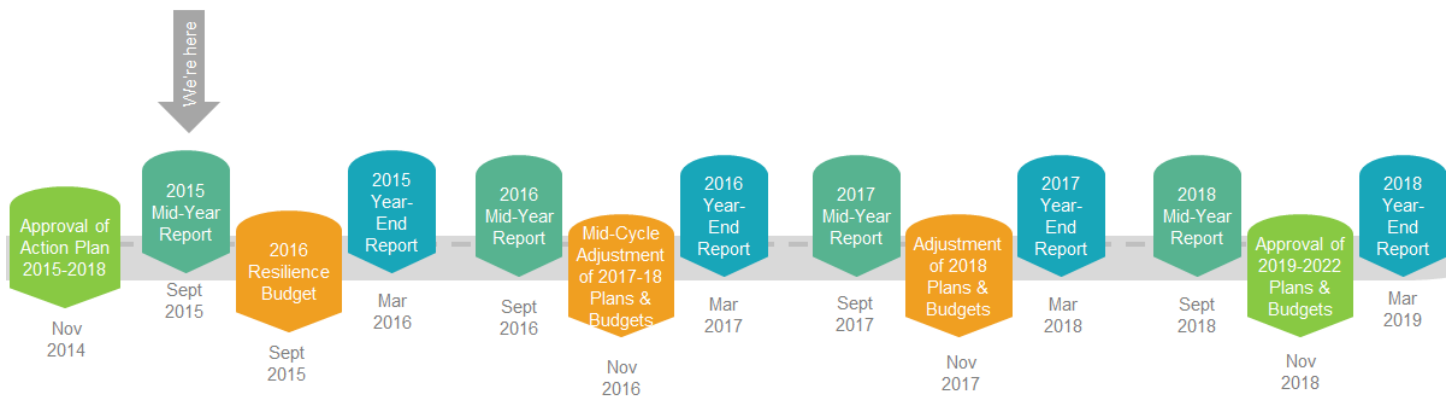 We're here
Approval of
Action Plan
2015-2018
Nov
2014
2015
Mid-Year
Report
Sept
2015
2016
Resilience
Budget
Sept
2015
2015
Year-
End
Report
Mar
2016
2016
Mid-Year
Report
Sept
2016
Mid-Cycle
Adjustment
of 2017-18
Plans &
Budgets
Nov
2016
2016
Year-
End
Report
Mar
2017
2017
Mid-Year
Report
Sept
2017
Adjustment
of 2018
Plans &
Budgets
Nov
2017
2017
Year-
End
Report
Mar
2018
2018
Mid-Year
Report
Sept
2018
Approval of
2019-2022
Plans &
Budgets
Nov
2018
2018
Year-
End
Report
Mar
2019